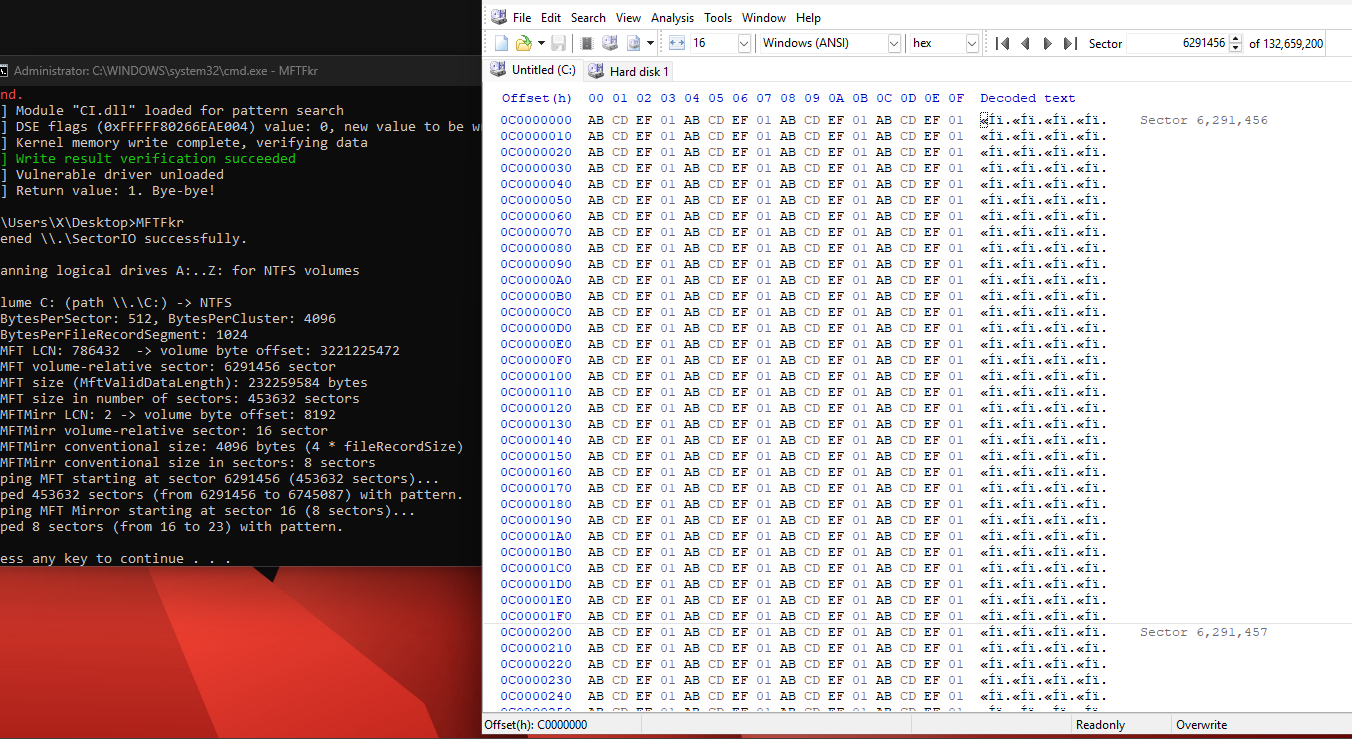 Administrator: C:\WINDOWS\system32\cmd.exe - MFTFkr
nd.
] Module "CI.dll" loaded for pattern search
] DSE flags (0xFFFFF80266EAE004) value: 0, new value to be w
] Kernel memory write complete, verifying data
] Write result verification succeeded
] Vulnerable driver unloaded
] Return value: 1. Bye-bye!
\Users\X\Desktop>MFTFkr
ened \\.\SectorIO successfully.
anning logical drives A:..Z: for NTFS volumes
lume C: (path \\.\C:) -> NTFS
BytesPerSector: 512, BytesPerCluster: 4096
BytesPerFileRecordSegment: 1024
MFT LCN: 786432  -> volume byte offset: 3221225472
MFT volume-relative sector: 6291456 sector
MFT size (MftValidDataLength): 232259584 bytes
MFT size in number of sectors: 453632 sectors
MFTMirr LCN: 2 -> volume byte offset: 8192
MFTMirr volume-relative sector: 16 sector
MFTMirr conventional size: 4096 bytes (4 * fileRecordSize)
MFTMirr conventional size in sectors: 8 sectors
ping MFT starting at sector 6291456 (453632 sectors)...
ped 453632 sectors (from 6291456 to 6745087) with pattern.
ping MFT Mirror starting at sector 16 (8 sectors)...
ped 8 sectors (from 16 to 23) with pattern.
ess any key to continue . . .
File Edit Search View Analysis Tools Window Help
16 Windows (ANSI) hex Sector 6291456 of 132,659,200
Untitled (C:) Hard disk 1
Offset(h) 00 01 02 03 04 05 06 07 08 09 0A 0B 0C 0D 0E 0F Decoded text
0C0000000 AB CD EF 01 AB CD EF 01 AB CD EF 01 AB CD EF 01 «Íï.«Íï.«Íï.«Íï. Sector 6,291,456
0C0000010 AB CD EF 01 AB CD EF 01 AB CD EF 01 AB CD EF 01 «Íï.«Íï.«Íï.«Íï.
0C0000020 AB CD EF 01 AB CD EF 01 AB CD EF 01 AB CD EF 01 «Íï.«Íï.«Íï.«Íï.
0C0000030 AB CD EF 01 AB CD EF 01 AB CD EF 01 AB CD EF 01 «Íï.«Íï.«Íï.«Íï.
0C0000040 AB CD EF 01 AB CD EF 01 AB CD EF 01 AB CD EF 01 «Íï.«Íï.«Íï.«Íï.
0C0000050 AB CD EF 01 AB CD EF 01 AB CD EF 01 AB CD EF 01 «Íï.«Íï.«Íï.«Íï.
0C0000060 AB CD EF 01 AB CD EF 01 AB CD EF 01 AB CD EF 01 «Íï.«Íï.«Íï.«Íï.
0C0000070 AB CD EF 01 AB CD EF 01 AB CD EF 01 AB CD EF 01 «Íï.«Íï.«Íï.«Íï.
0C0000080 AB CD EF 01 AB CD EF 01 AB CD EF 01 AB CD EF 01 «Íï.«Íï.«Íï.«Íï.
0C0000090 AB CD EF 01 AB CD EF 01 AB CD EF 01 AB CD EF 01 «Íï.«Íï.«Íï.«Íï.
0C00000A0 AB CD EF 01 AB CD EF 01 AB CD EF 01 AB CD EF 01 «Íï.«Íï.«Íï.«Íï.
0C00000B0 AB CD EF 01 AB CD EF 01 AB CD EF 01 AB CD EF 01 «Íï.«Íï.«Íï.«Íï.
0C00000C0 AB CD EF 01 AB CD EF 01 AB CD EF 01 AB CD EF 01 «Íï.«Íï.«Íï.«Íï.
0C00000D0 AB CD EF 01 AB CD EF 01 AB CD EF 01 AB CD EF 01 «Íï.«Íï.«Íï.«Íï.
0C00000E0 AB CD EF 01 AB CD EF 01 AB CD EF 01 AB CD EF 01 «Íï.«Íï.«Íï.«Íï.
0C00000F0 AB CD EF 01 AB CD EF 01 AB CD EF 01 AB CD EF 01 «Íï.«Íï.«Íï.«Íï.
0C0000100 AB CD EF 01 AB CD EF 01 AB CD EF 01 AB CD EF 01 «Íï.«Íï.«Íï.«Íï.
0C0000110 AB CD EF 01 AB CD EF 01 AB CD EF 01 AB CD EF 01 «Íï.«Íï.«Íï.«Íï.
0C0000120 AB CD EF 01 AB CD EF 01 AB CD EF 01 AB CD EF 01 «Íï.«Íï.«Íï.«Íï.
0C0000130 AB CD EF 01 AB CD EF 01 AB CD EF 01 AB CD EF 01 «Íï.«Íï.«Íï.«Íï.
0C0000140 AB CD EF 01 AB CD EF 01 AB CD EF 01 AB CD EF 01 «Íï.«Íï.«Íï.«Íï.
0C0000150 AB CD EF 01 AB CD EF 01 AB CD EF 01 AB CD EF 01 «Íï.«Íï.«Íï.«Íï.
0C0000160 AB CD EF 01 AB CD EF 01 AB CD EF 01 AB CD EF 01 «Íï.«Íï.«Íï.«Íï.
0C0000170 AB CD EF 01 AB CD EF 01 AB CD EF 01 AB CD EF 01 «Íï.«Íï.«Íï.«Íï.
0C0000180 AB CD EF 01 AB CD EF 01 AB CD EF 01 AB CD EF 01 «Íï.«Íï.«Íï.«Íï.
0C0000190 AB CD EF 01 AB CD EF 01 AB CD EF 01 AB CD EF 01 «Íï.«Íï.«Íï.«Íï.
0C00001A0 AB CD EF 01 AB CD EF 01 AB CD EF 01 AB CD EF 01 «Íï.«Íï.«Íï.«Íï.
0C00001B0 AB CD EF 01 AB CD EF 01 AB CD EF 01 AB CD EF 01 «Íï.«Íï.«Íï.«Íï.
0C00001C0 AB CD EF 01 AB CD EF 01 AB CD EF 01 AB CD EF 01 «Íï.«Íï.«Íï.«Íï.
0C00001D0 AB CD EF 01 AB CD EF 01 AB CD EF 01 AB CD EF 01 «Íï.«Íï.«Íï.«Íï.
0C00001E0 AB CD EF 01 AB CD EF 01 AB CD EF 01 AB CD EF 01 «Íï.«Íï.«Íï.«Íï.
0C00001F0 AB CD EF 01 AB CD EF 01 AB CD EF 01 AB CD EF 01 «Íï.«Íï.«Íï.«Íï.
0C0000200 AB CD EF 01 AB CD EF 01 AB CD EF 01 AB CD EF 01 «Íï.«Íï.«Íï.«Íï. Sector 6,291,457
0C0000210 AB CD EF 01 AB CD EF 01 AB CD EF 01 AB CD EF 01 «Íï.«Íï.«Íï.«Íï.
0C0000220 AB CD EF 01 AB CD EF 01 AB CD EF 01 AB CD EF 01 «Íï.«Íï.«Íï.«Íï.
0C0000230 AB CD EF 01 AB CD EF 01 AB CD EF 01 AB CD EF 01 «Íï.«Íï.«Íï.«Íï.
0C0000240 AB CD EF 01 AB CD EF 01 AB CD EF 01 AB CD EF 01 «Íï.«Íï.«Íï.«Íï.
Offset(h): C0000000 Readonly Overwrite